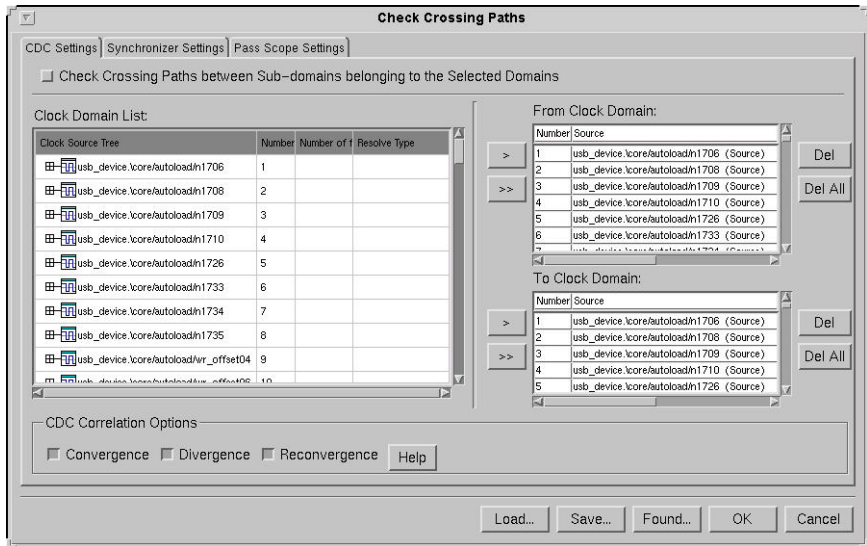 Check Crossing Paths
CDC Settings Synchronizer Settings Pass Scope Settings
Check Crossing Paths between Sub-domains belonging to the Selected Domains
Clock Domain List:
Clock Source Tree Number Number of f Resolve Type
usb_device.\core/autoload/n1706 1
usb_device.\core/autoload/n1708 2
usb_device.\core/autoload/n1709 3
usb_device.\core/autoload/n1710 4
usb_device.\core/autoload/n1726 5
usb_device.\core/autoload/n1733 6
usb_device.\core/autoload/n1734 7
usb_device.\core/autoload/n1735 8
usb_device.\core/autoload/wr_offset04 9
From Clock Domain:
Number Source
1 usb_device.\core/autoload/n1706 (Source)
2 usb_device.\core/autoload/n1708 (Source)
3 usb_device.\core/autoload/n1709 (Source)
4 usb_device.\core/autoload/n1710 (Source)
5 usb_device.\core/autoload/n1726 (Source)
6 usb_device.\core/autoload/n1733 (Source)
>
>>
Del
Del All
To Clock Domain:
Number Source
1 usb_device.\core/autoload/n1706 (Source)
2 usb_device.\core/autoload/n1708 (Source)
3 usb_device.\core/autoload/n1709 (Source)
4 usb_device.\core/autoload/n1710 (Source)
5 usb_device.\core/autoload/n1726 (Source)
>
>>
Del
Del All
CDC Correlation Options
Convergence Divergence Reconvergence Help
Load... Save... Found... OK Cancel